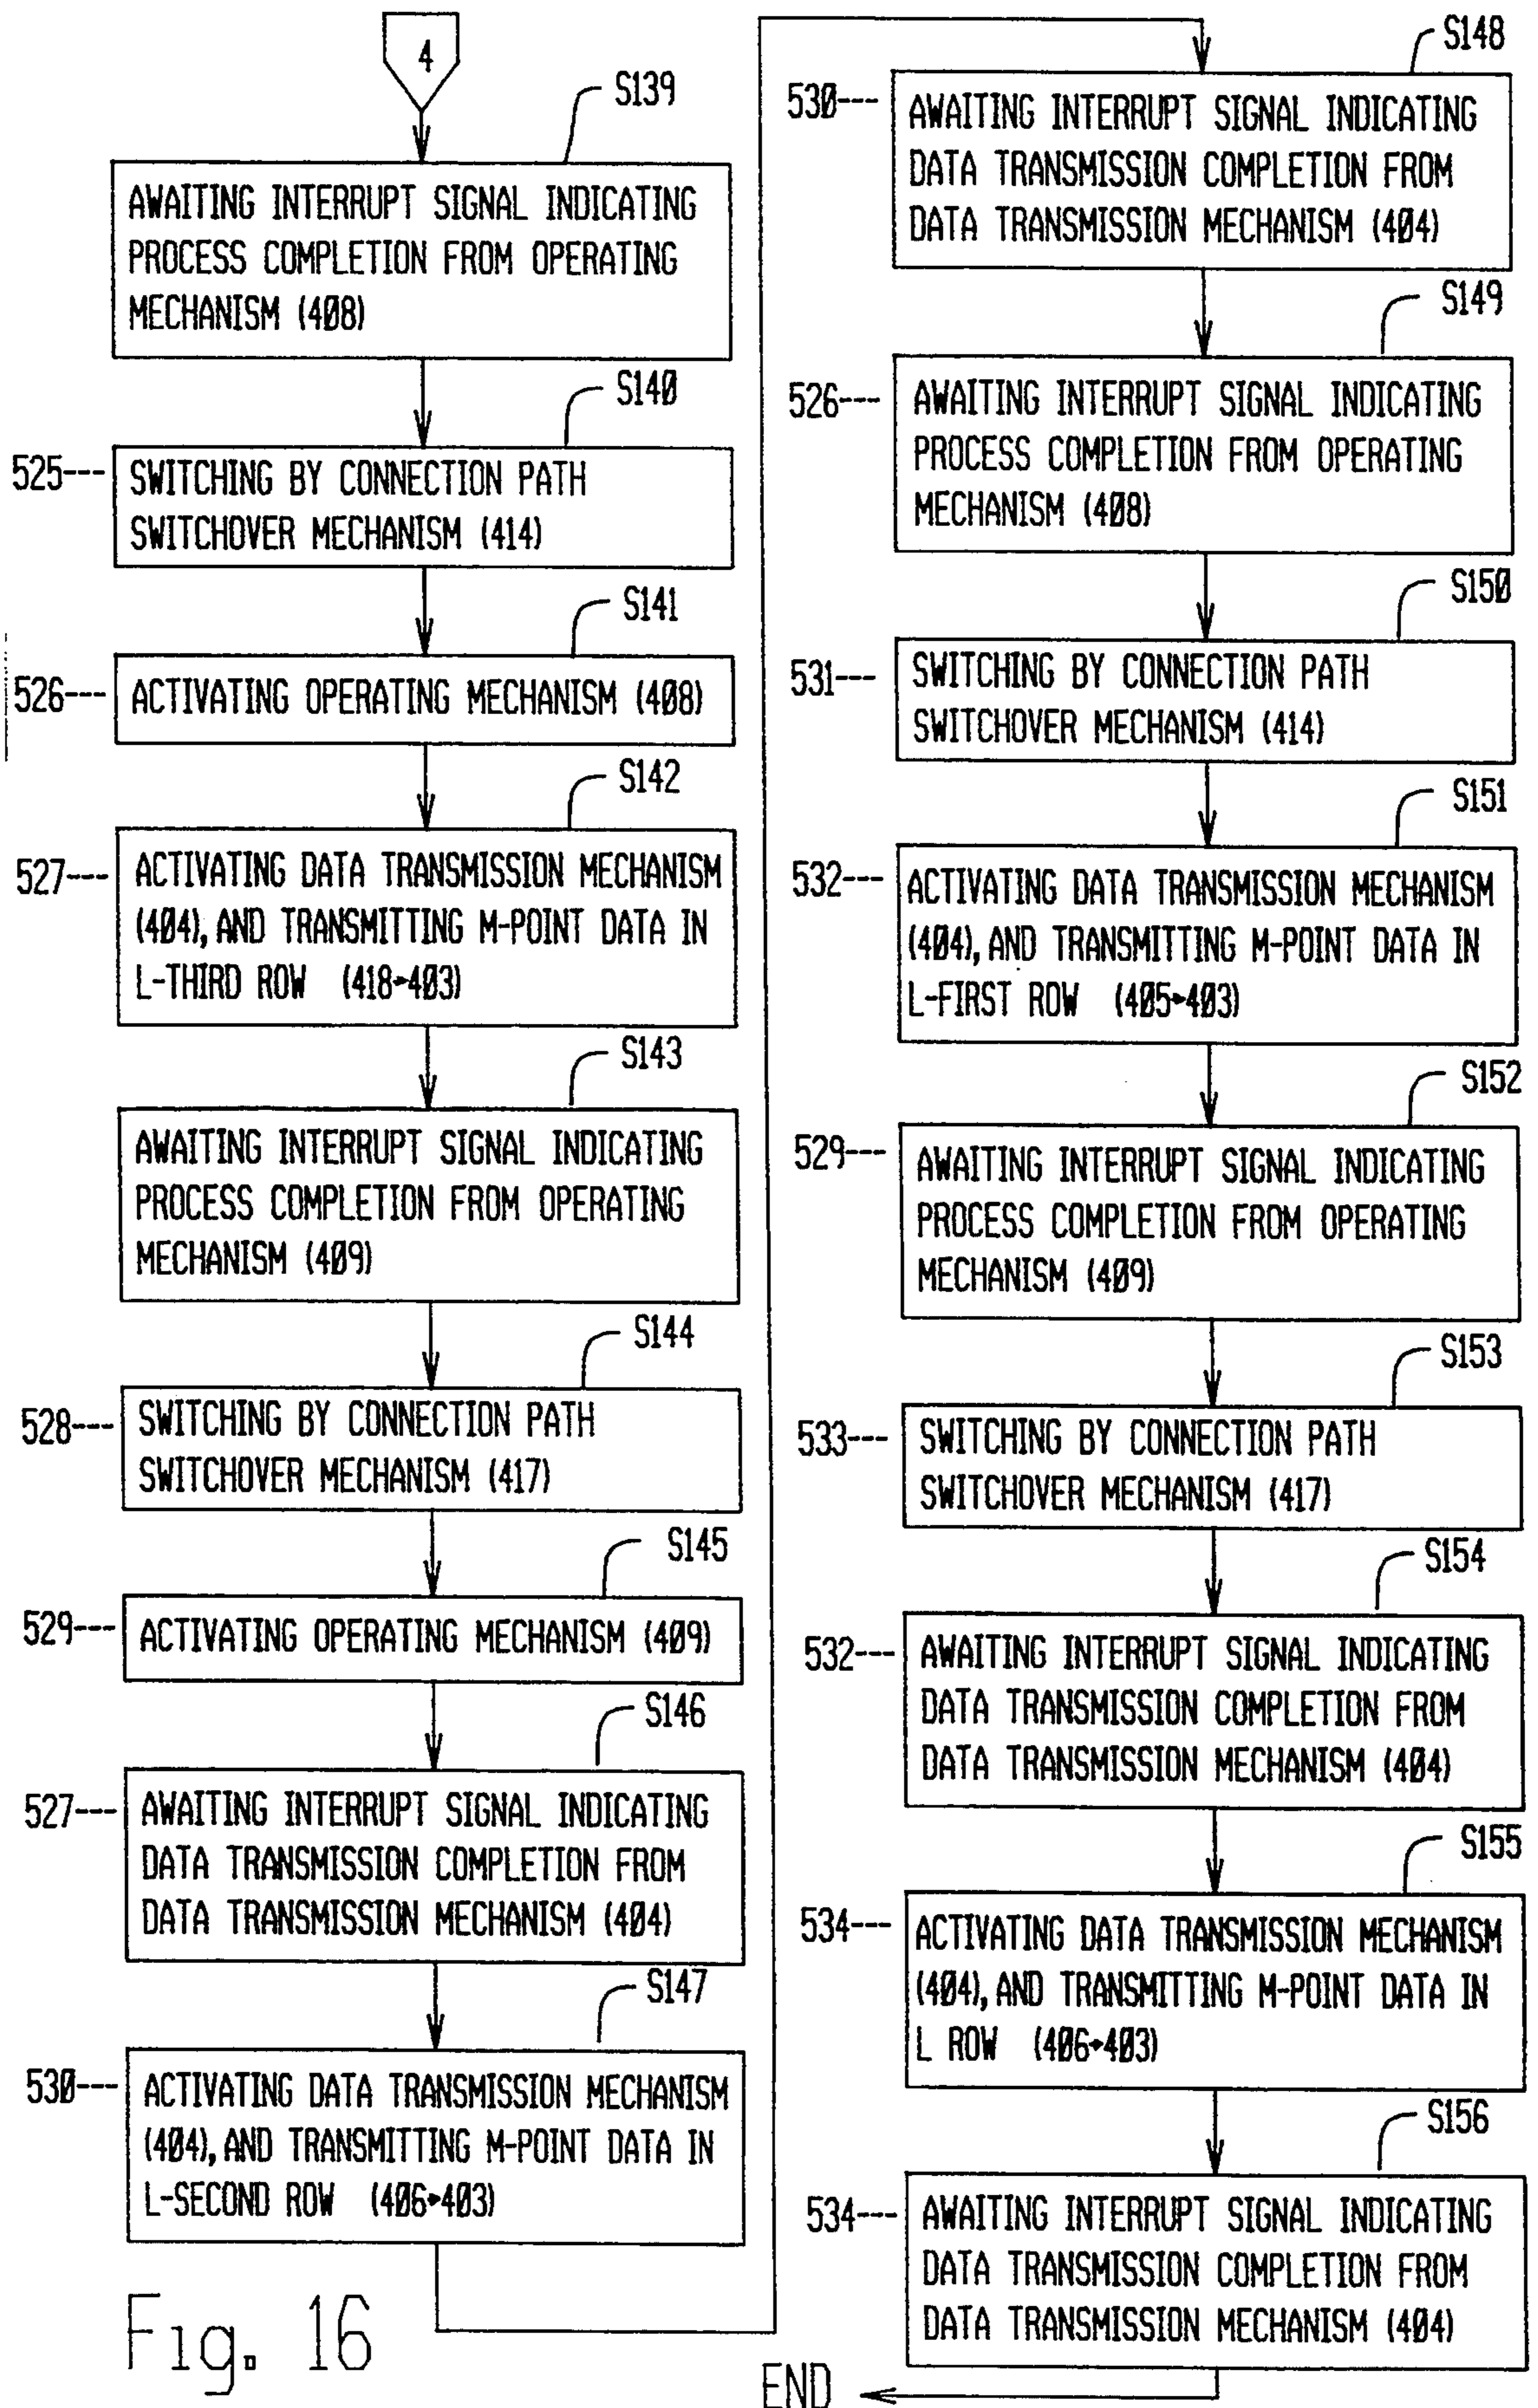 4
S139
AWAITING INTERRUPT SIGNAL INDICATING
PROCESS COMPLETION FROM OPERATING
MECHANISM (408)
S140
525---
SWITCHING BY CONNECTION PATH
SWITCHOVER MECHANISM (414)
S141
526---
ACTIVATING OPERATING MECHANISM (408)
S142
527---
ACTIVATING DATA TRANSMISSION MECHANISM
(404), AND TRANSMITTING M-POINT DATA IN
L-THIRD ROW (418→403)
S143
AWAITING INTERRUPT SIGNAL INDICATING
PROCESS COMPLETION FROM OPERATING
MECHANISM (409)
S144
528---
SWITCHING BY CONNECTION PATH
SWITCHOVER MECHANISM (417)
S145
529---
ACTIVATING OPERATING MECHANISM (409)
S146
527---
AWAITING INTERRUPT SIGNAL INDICATING
DATA TRANSMISSION COMPLETION FROM
DATA TRANSMISSION MECHANISM (404)
S147
530---
ACTIVATING DATA TRANSMISSION MECHANISM
(404), AND TRANSMITTING M-POINT DATA IN
L-SECOND ROW (406→403)
S148
530---
AWAITING INTERRUPT SIGNAL INDICATING
DATA TRANSMISSION COMPLETION FROM
DATA TRANSMISSION MECHANISM (404)
S149
526---
AWAITING INTERRUPT SIGNAL INDICATING
PROCESS COMPLETION FROM OPERATING
MECHANISM (408)
S150
531---
SWITCHING BY CONNECTION PATH
SWITCHOVER MECHANISM (414)
S151
532---
ACTIVATING DATA TRANSMISSION MECHANISM
(404), AND TRANSMITTING M-POINT DATA IN
L-FIRST ROW (405→403)
S152
529---
AWAITING INTERRUPT SIGNAL INDICATING
PROCESS COMPLETION FROM OPERATING
MECHANISM (409)
S153
533---
SWITCHING BY CONNECTION PATH
SWITCHOVER MECHANISM (417)
S154
532---
AWAITING INTERRUPT SIGNAL INDICATING
DATA TRANSMISSION COMPLETION FROM
DATA TRANSMISSION MECHANISM (404)
S155
534---
ACTIVATING DATA TRANSMISSION MECHANISM
(404), AND TRANSMITTING M-POINT DATA IN
L ROW (406→403)
S156
534---
AWAITING INTERRUPT SIGNAL INDICATING
DATA TRANSMISSION COMPLETION FROM
DATA TRANSMISSION MECHANISM (404)
END
Fig. 16